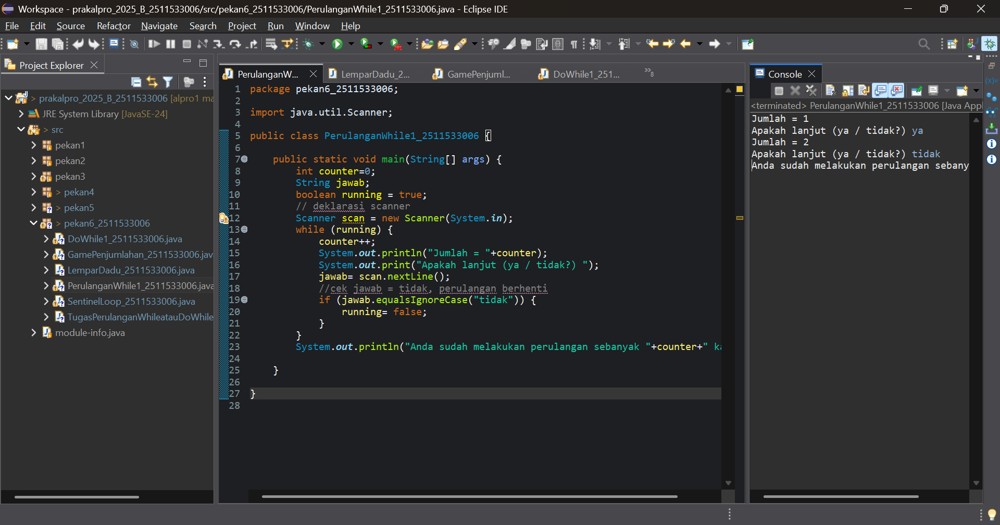 Workspace - prakalpro_2025_B_2511533006/src/pekan6_2511533006/PerulanganWhile1_2511533006.java - Eclipse IDE
File Edit Source Refactor Navigate Search Project Run Window Help
Project Explorer
> prakalpro_2025_B_2511533006 [alpro1 ma
JRE System Library [JavaSE-24]
> src
pekan1
pekan2
pekan3
> pekan4
> pekan5
> pekan6_2511533006
DoWhile1_2511533006.java
GamePenjumlahan_2511533006.jav
LemparDadu_2511533006.java
PerulanganWhile1_2511533006.java
SentinelLoop_2511533006.java
TugasPerulanganWhileatauDoWhile
module-info.java
PerulanganW... LemparDadu_2... GamePenjuml... DoWhile1_251... »8
1 package pekan6_2511533006;
2
3 import java.util.Scanner;
4
5 public class PerulanganWhile1_2511533006 {
6
7 public static void main(String[] args) {
8 int counter=0;
9 String jawab;
10 boolean running = true;
11 // deklarasi scanner
12 Scanner scan = new Scanner(System.in);
13 while (running) {
14 counter++;
15 System.out.println("Jumlah = "+counter);
16 System.out.print("Apakah lanjut (ya / tidak?) ");
17 jawab= scan.nextLine();
18 //cek jawab = tidak, perulangan berhenti
19 if (jawab.equalsIgnoreCase("tidak")) {
20 running= false;
21 }
22 }
23 System.out.println("Anda sudah melakukan perulangan sebanyak "+counter+" ka
24
25 }
26
27 }
28
Console
<terminated> PerulanganWhile1_2511533006 [Java Appl
Jumlah = 1
Apakah lanjut (ya / tidak?) ya
Jumlah = 2
Apakah lanjut (ya / tidak?) tidak
Anda sudah melakukan perulangan sebany